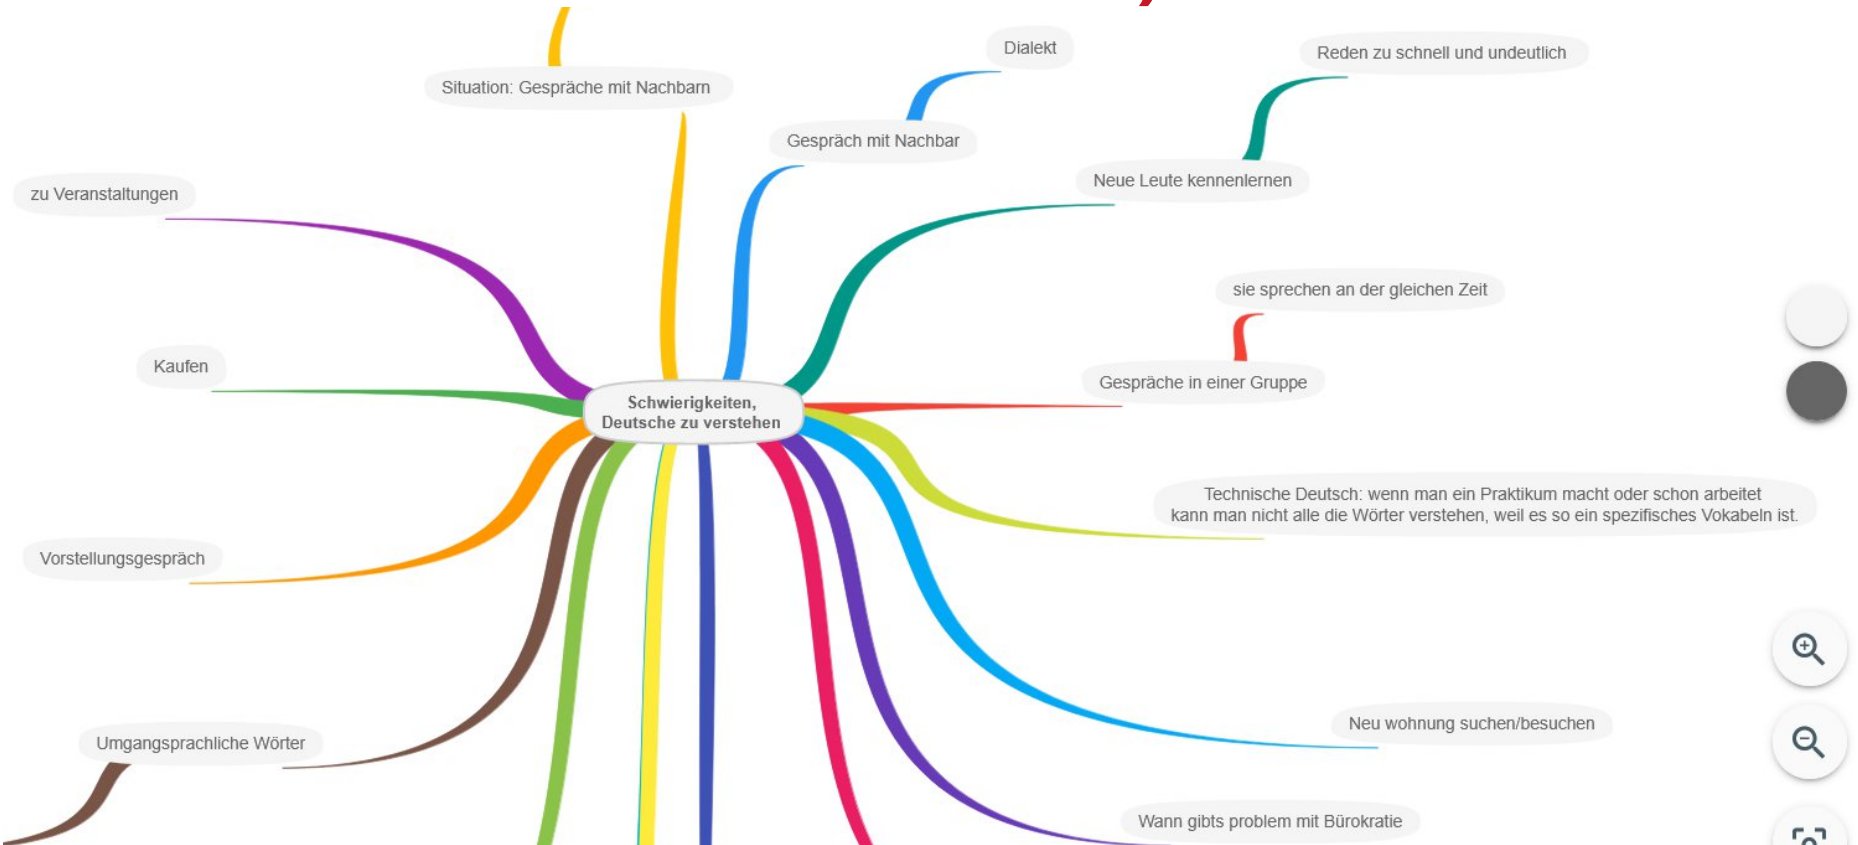 Dialekt
Reden zu schnell und undeutlich
Situation: Gespräche mit Nachbarn
Gespräch mit Nachbar
Neue Leute kennenlernen
zu Veranstaltungen
sie sprechen an der gleichen Zeit
Kaufen
Gespräche in einer Gruppe
Schwierigkeiten,
Deutsche zu verstehen
Technische Deutsch: wenn man ein Praktikum macht oder schon arbeitet
kann man nicht alle die Wörter verstehen, weil es so ein spezifisches Vokabeln ist.
Vorstellungsgespräch
Neu wohnung suchen/besuchen
Umgangsprachliche Wörter
Wann gibts problem mit Bürokratie